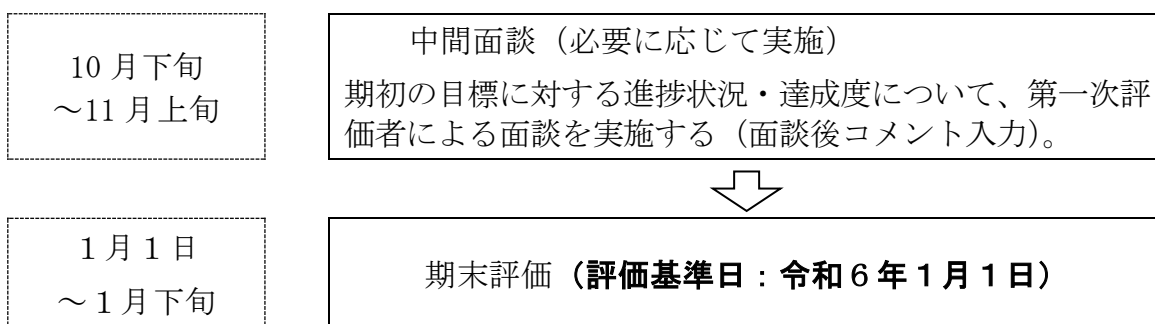 10 月下旬
～11 月上旬
中間面談（必要に応じて実施）
期初の目標に対する進捗状況・達成度について、第一次評
価者による面談を実施する（面談後コメント入力）。
１月１日
～１月下旬
期末評価（評価基準日：令和６年１月１日）